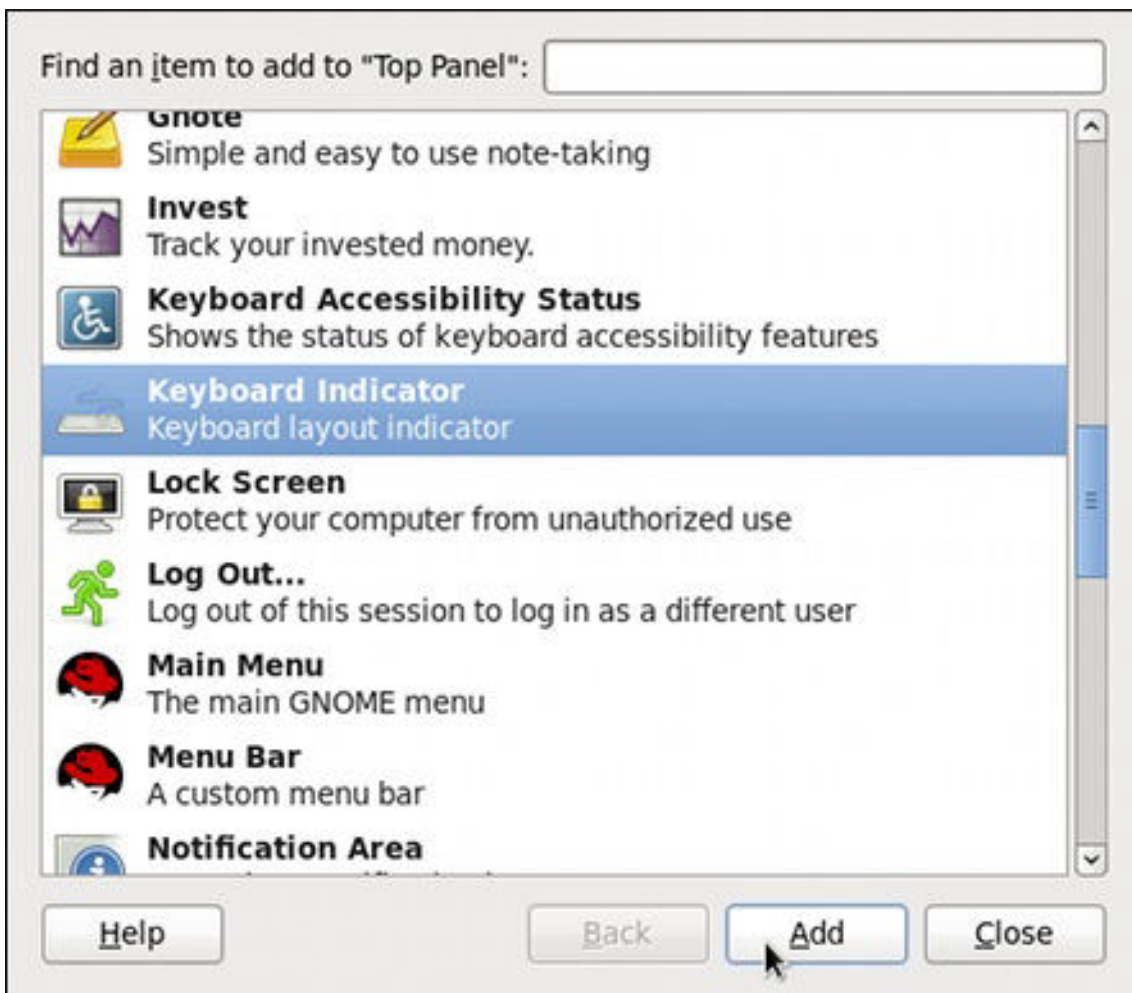 Find an item to add to "Top Panel":
Gnote
Simple and easy to use note-taking
Invest
Track your invested money.
Keyboard Accessibility Status
Shows the status of keyboard accessibility features
Keyboard Indicator
Keyboard layout indicator
Lock Screen
Protect your computer from unauthorized use
Log Out...
Log out of this session to log in as a different user
Main Menu
The main GNOME menu
Menu Bar
A custom menu bar
Notification Area
Help Back Add Close